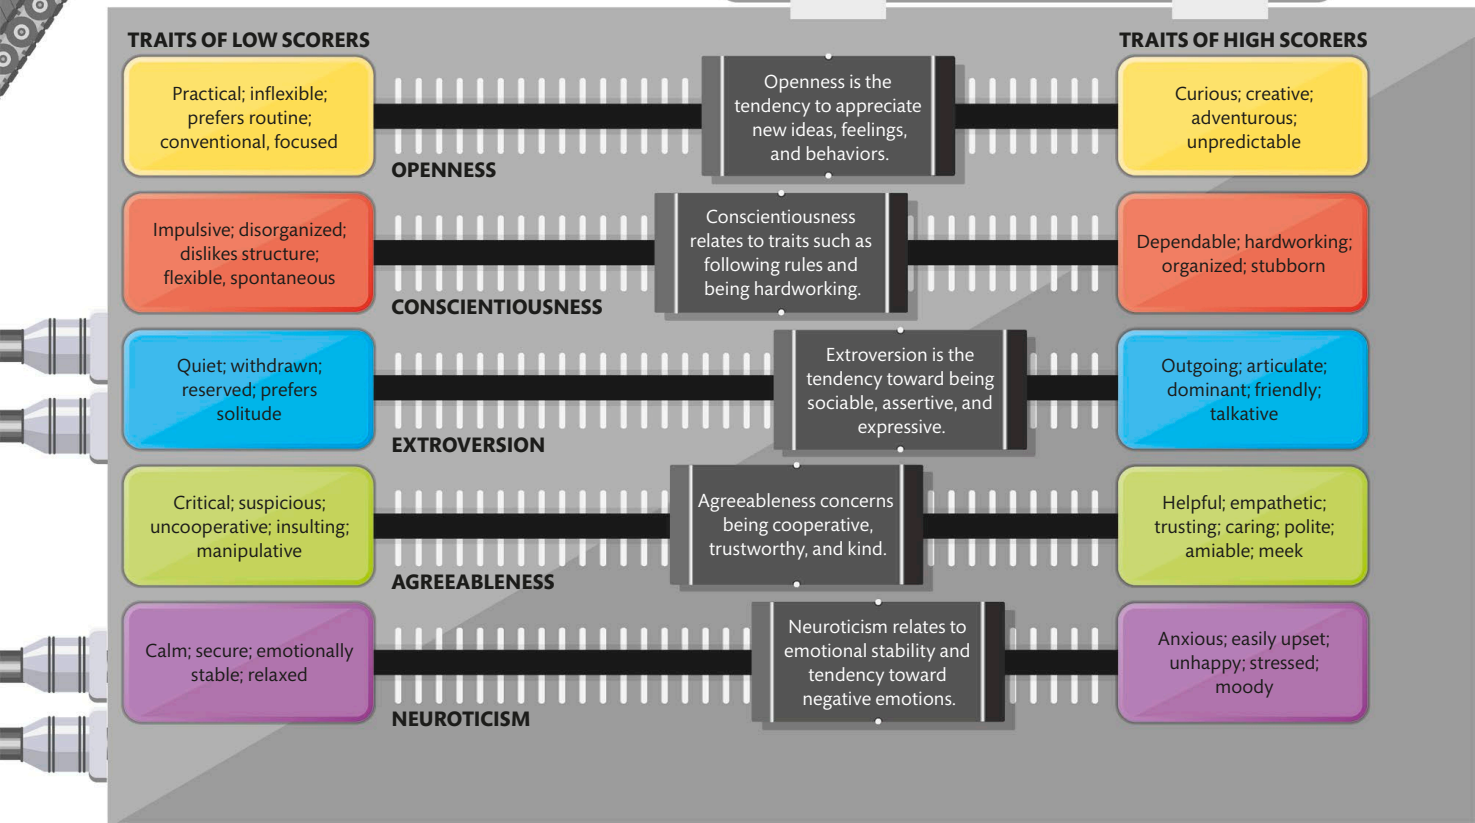 TRAITS OF LOW SCORERS
TRAITS OF HIGH SCORERS
Practical; inflexible;
prefers routine;
conventional, focused
OPENNESS
Openness is the
tendency to appreciate
new ideas, feelings,
and behaviors.
Curious; creative;
adventurous;
unpredictable
Impulsive; disorganized;
dislikes structure;
flexible, spontaneous
CONSCIENTIOUSNESS
Conscientiousness
relates to traits such as
following rules and
being hardworking.
Dependable; hardworking;
organized; stubborn
Quiet; withdrawn;
reserved; prefers
solitude
EXTROVERSION
Extroversion is the
tendency toward being
sociable, assertive, and
expressive.
Outgoing; articulate;
dominant; friendly;
talkative
Critical; suspicious;
uncooperative; insulting;
manipulative
AGREEABLENESS
Agreeableness concerns
being cooperative,
trustworthy, and kind.
Helpful; empathetic;
trusting; caring; polite;
amiable; meek
Calm; secure; emotionally
stable; relaxed
NEUROTICISM
Neuroticism relates to
emotional stability and
tendency toward
negative emotions.
Anxious; easily upset;
unhappy; stressed;
moody